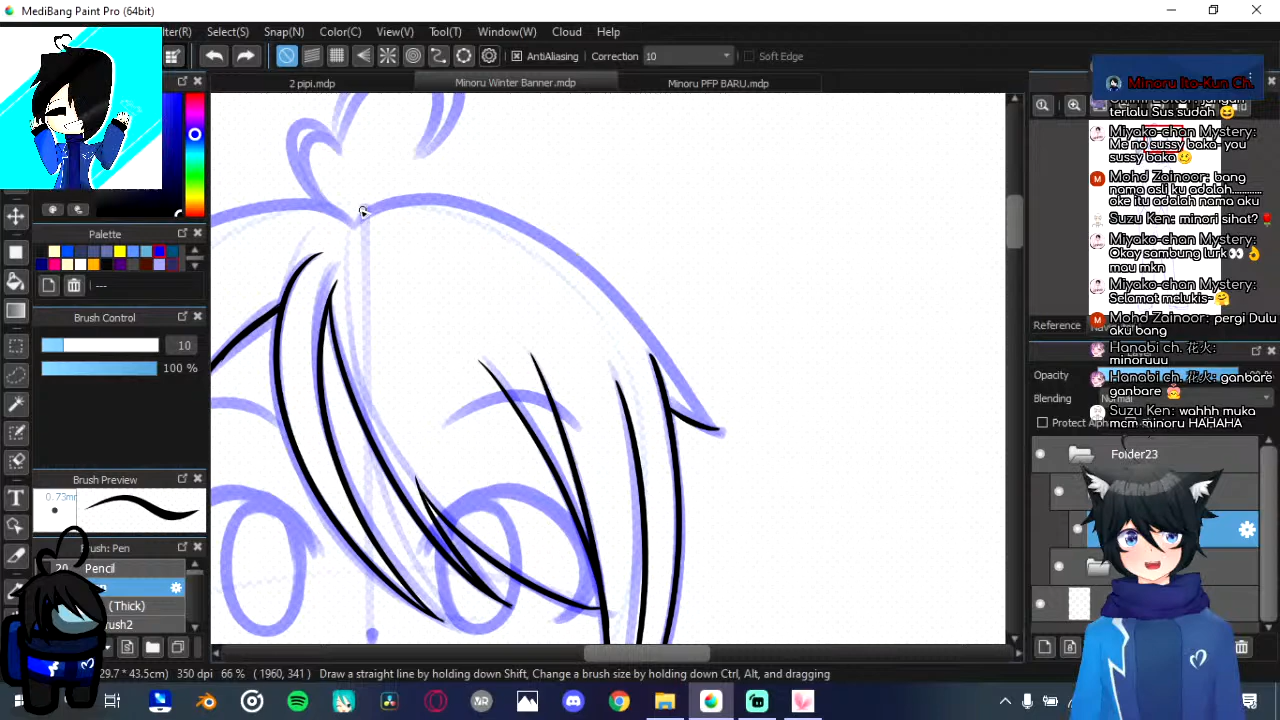 MediBang Paint Pro (64bit)
lter(R) Select(S) Snap(N) Color(C) View(V) Tool(T) Window(W) Cloud Help
AntiAliasing Correction 10 Soft Edge
2 pipi.mdp Minoru Winter Banner.mdp Minoru PFP BARU.mdp
Minoru Ito-Kun Ch.
terlalu Sus sudah 😅
Miyako-chan Mystery:
Me no sussy baka- you
sussy baka🥴
Mohd Zainoor: bang
nama asli ku adolah............
oke ku adolah nama aku
Suzu Ken: minori sihat?🌹
Miyako-chan Mystery:
Okay sambung lurk👀👌
mau mkn
Miyako-chan Mystery:
Selamat melukis-🤗
Mohd Zainoor: pergi Dulu
aku bang
Hanabi ch. 花火:
minoruuu
Hanabi ch. 花火: ganbare
ganbare
Suzu Ken: wahhh muka
mcm minoru HAHAHA
Palette
---
Brush Control
10
100 %
Brush Preview
0.73m
Brush: Pen
20 Pencil
(Thick)
rush2
Reference
Opacity
Blending Normal
Protect Alph
Folder23
29.7 * 43.5cm) 350 dpi 66 % ( 1960, 341 ) Draw a straight line by holding down Shift, Change a brush size by holding down Ctrl, Alt, and dragging